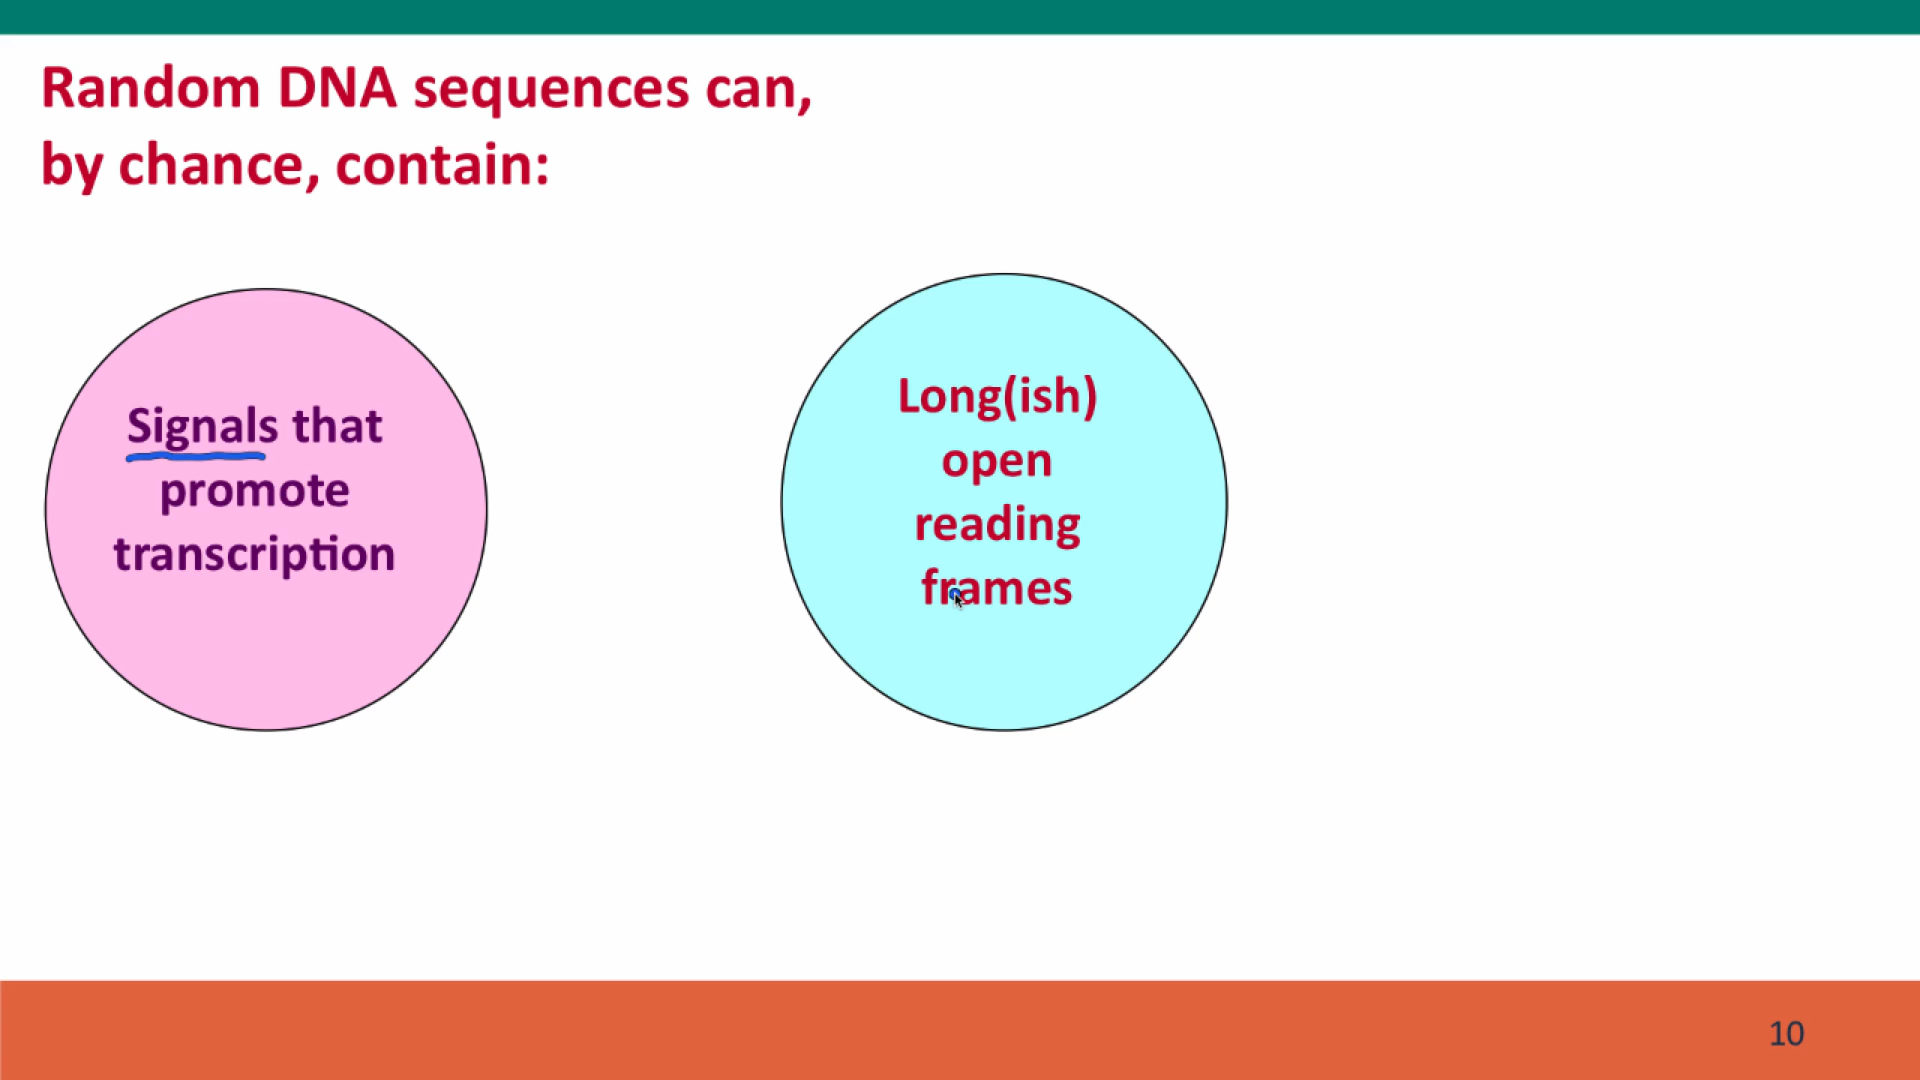 Random DNA sequences can,
by chance, contain:
Signals that
promote
transcription
Long(ish)
open
reading
frames
10